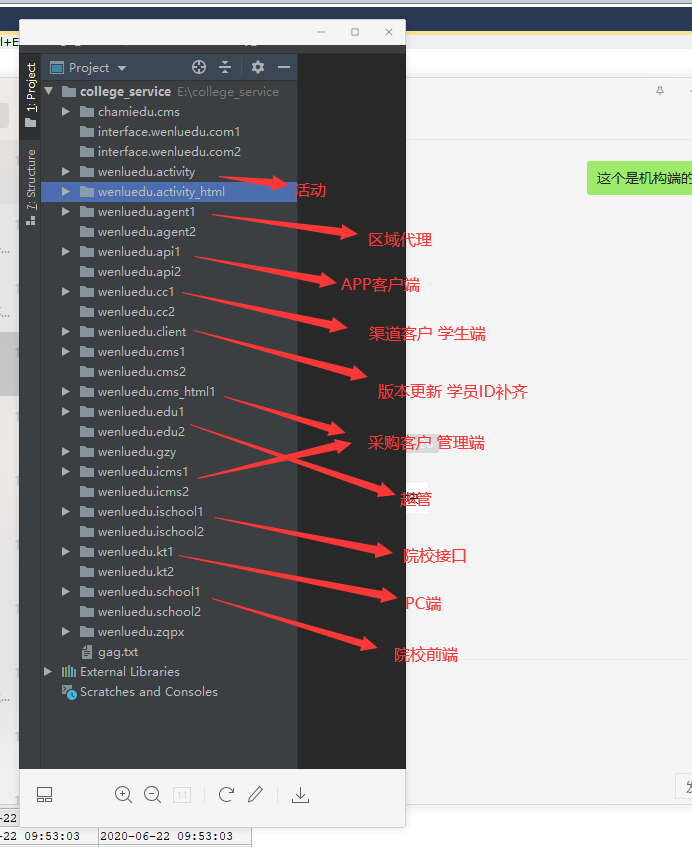 l+E
1: Project
7: Structure
Project
college_service E:\college_service
chamiedu.cms
interface.wenluedu.com1
interface.wenluedu.com2
wenluedu.activity
wenluedu.activity_html
wenluedu.agent1
wenluedu.agent2
wenluedu.api1
wenluedu.api2
wenluedu.cc1
wenluedu.cc2
wenluedu.client
wenluedu.cms1
wenluedu.cms2
wenluedu.cms_html1
wenluedu.edu1
wenluedu.edu2
wenluedu.gzy
wenluedu.icms1
wenluedu.icms2
wenluedu.ischool1
wenluedu.ischool2
wenluedu.kt1
wenluedu.kt2
wenluedu.school1
wenluedu.school2
wenluedu.zqpx
gag.txt
External Libraries
Scratches and Consoles
活动
区域代理
APP客户端
渠道客户 学生端
版本更新 学员ID补齐
采购客户 管理端
超管
院校接口
PC端
院校前端
这个是机构端的
1:1
-22
-22 09:53:03
2020-06-22 09:53:03